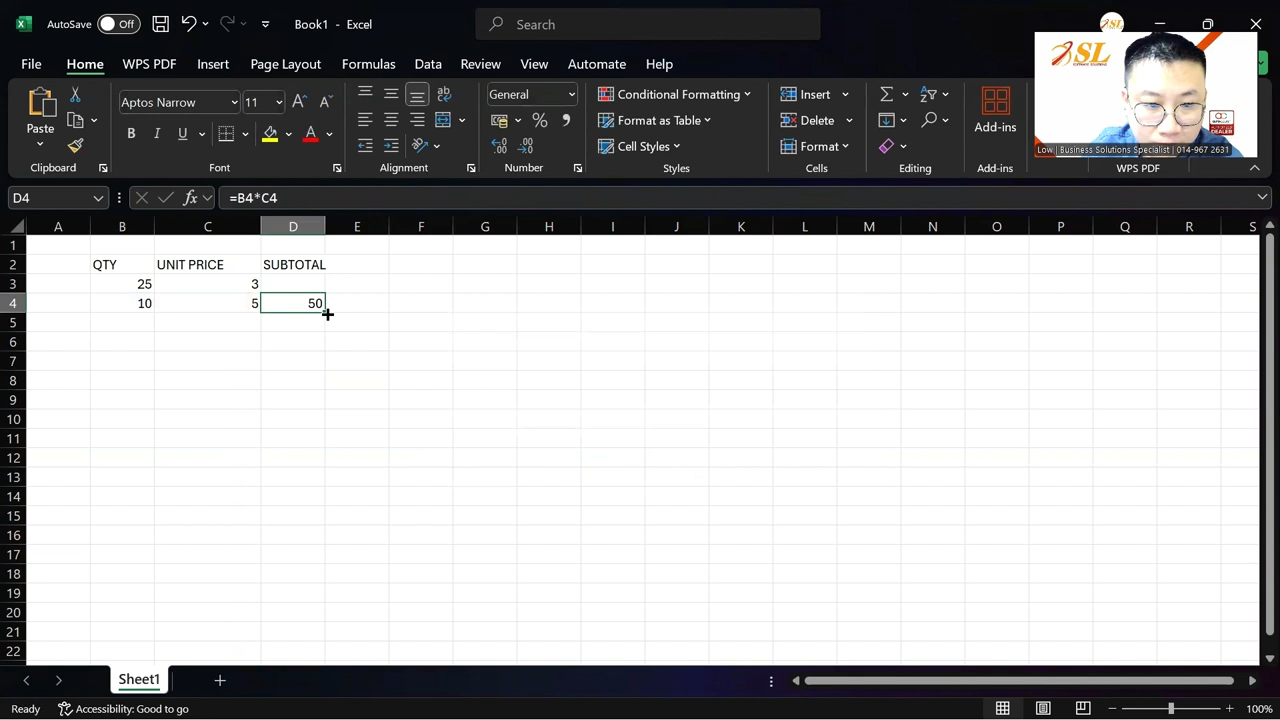 AutoSave Off Book1 - Excel Search
File Home WPS PDF Insert Page Layout Formulas Data Review View Automate Help
Paste Aptos Narrow 11 General Conditional Formatting Insert
Format as Table Delete Add-ins
B I U A % Cell Styles Format
Clipboard Font Alignment Number Styles Cells Editing WPS PDF
SL
Low | Business Solutions Specialist | 014-967 2631
D4 fx =B4*C4
A B C D E F G H I J K L M N O P Q R S
1
2 QTY UNIT PRICE SUBTOTAL
3 25 3
4 10 5 50
5
6
7
8
9
10
11
12
13
14
15
16
17
18
19
20
21
22
Sheet1
Ready Accessibility: Good to go 100%